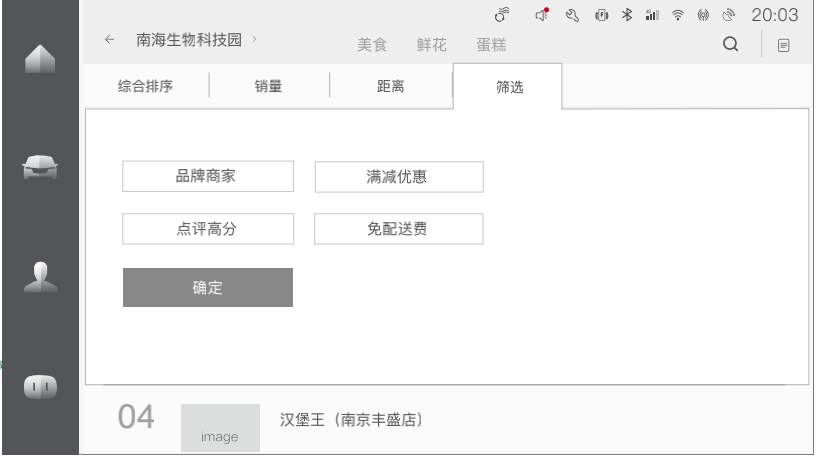 20:03
南海生物科技园
美食 鲜花 蛋糕
综合排序 销量 距离 筛选
品牌商家 满减优惠
点评高分 免配送费
确定
04 image 汉堡王（南京丰盛店）